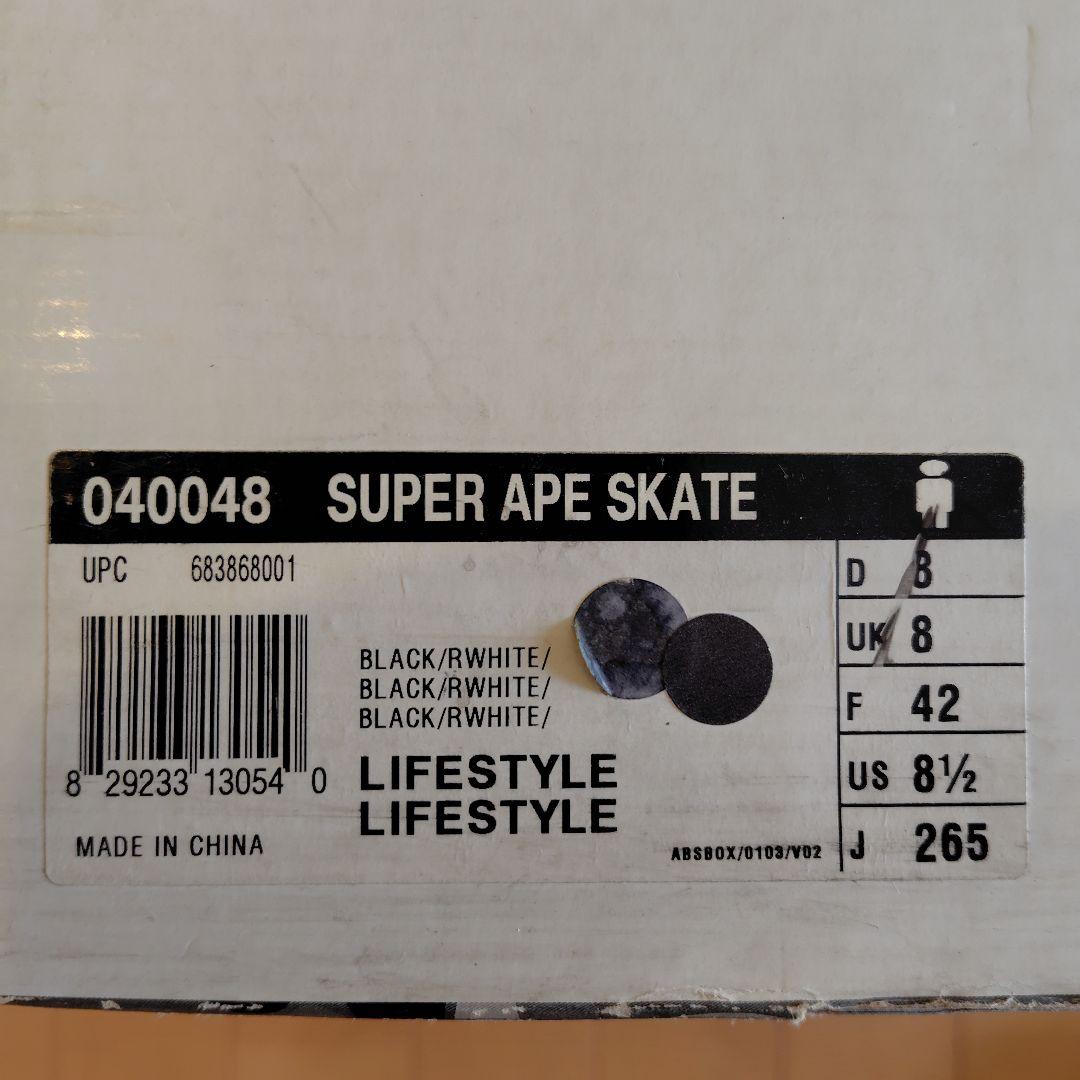 040048 SUPER APE SKATE
UPC 683868001
BLACK/RWHITE/
BLACK/RWHITE/
BLACK/RWHITE/
LIFESTYLE
LIFESTYLE
8 29233 13054 0
MADE IN CHINA
ABSBOX/0103/V02
D 8
UK 8
F 42
US 8½
J 265